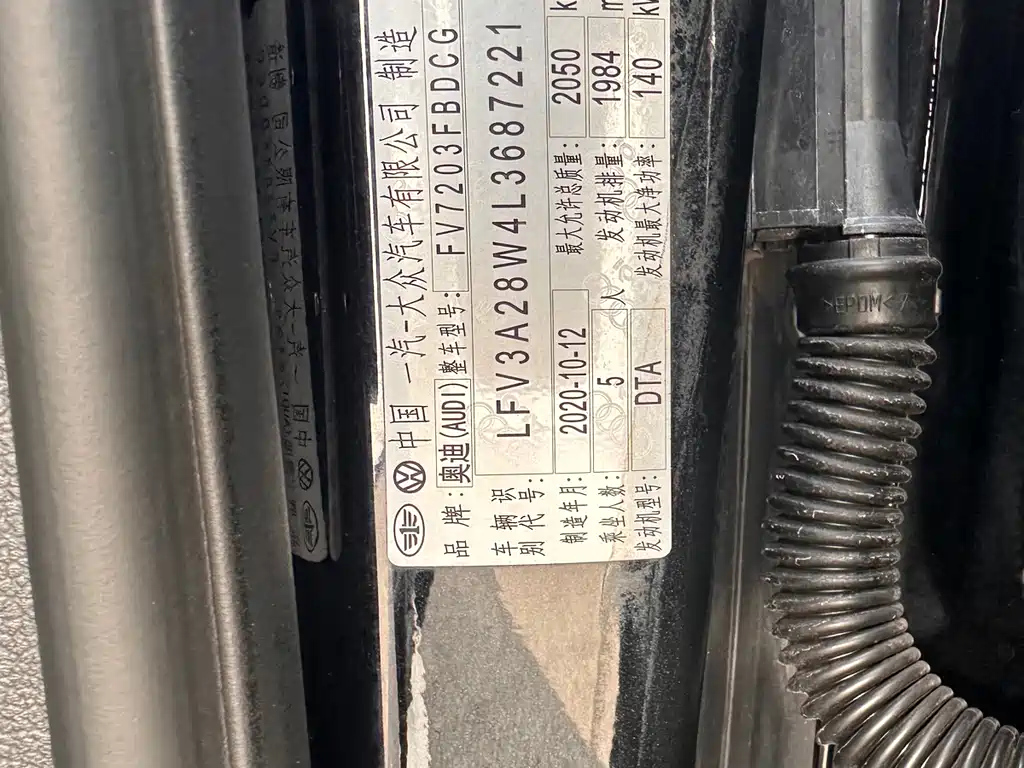 中国 一汽-大众汽车有限公司 制造
品牌: 奥迪(AUDI) 整车型号: FV7203FBDCG
车辆识别代号: LFV3A28W4L3687221
制造年月: 2020-10-12 最大允许总质量: 2050
乘坐人数: 5 人 发动机排量: 1984
发动机型号: DTA 发动机最大净功率: 140 kW
>EPDM<